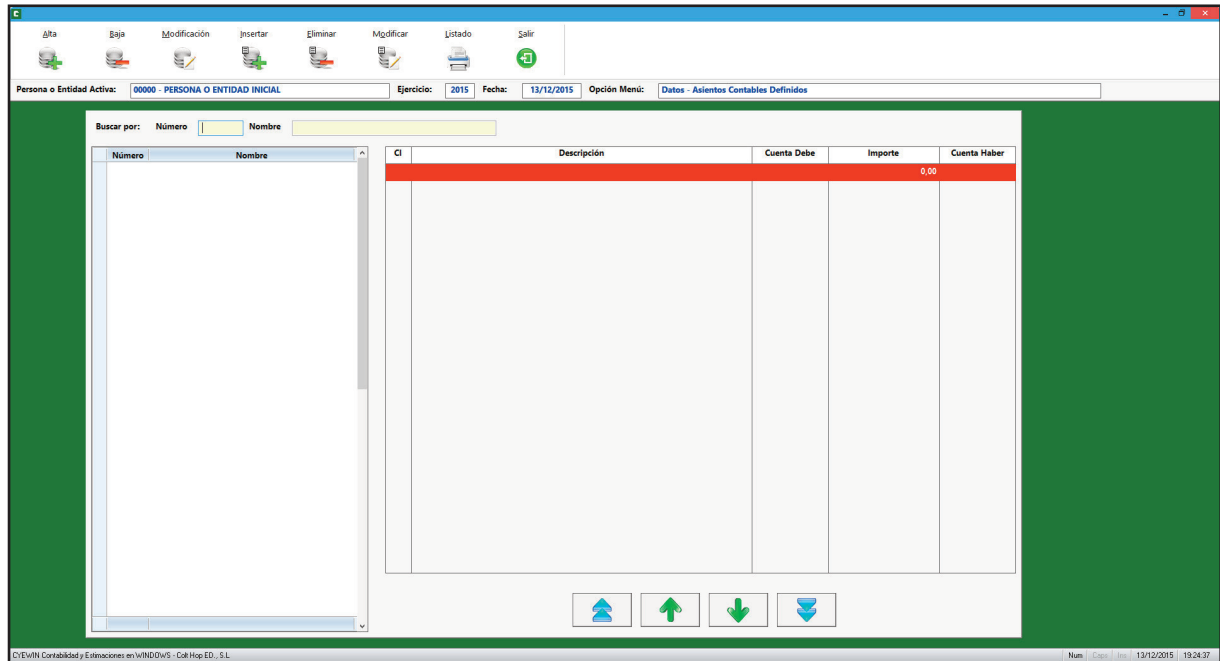 Alta Baja Modificación Insertar Eliminar Modificar Listado Salir
Persona o Entidad Activa: 00000 - PERSONA O ENTIDAD INICIAL Ejercicio: 2015 Fecha: 13/12/2015 Opción Menú: Datos - Asientos Contables Definidos
Buscar por: Número Nombre
Número Nombre
CI Descripción Cuenta Debe Importe Cuenta Haber
0,00
CYEWIN Contabilidad y Estimaciones en WINDOWS - Colt Hop ED., S.L Num Caps Ins 13/12/2015 19:24:37